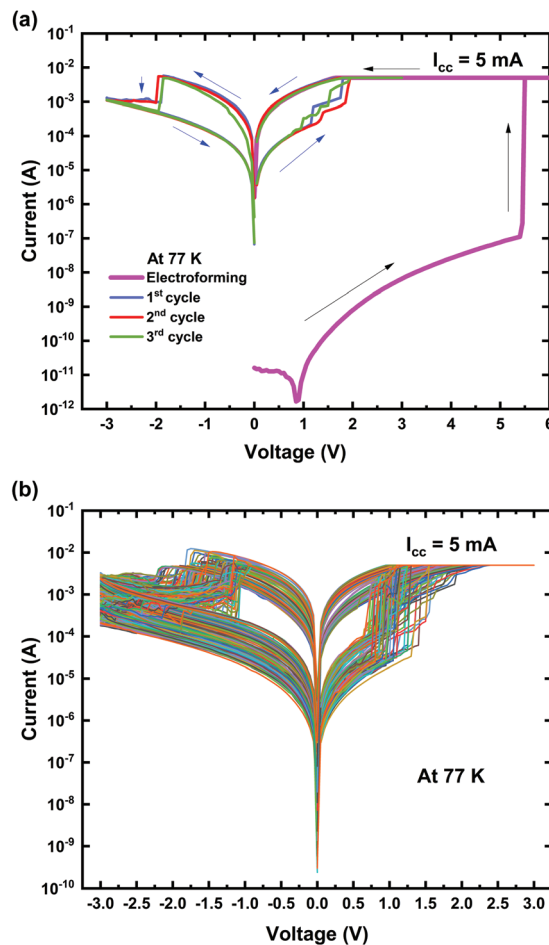 (a)
10⁻¹
10⁻²
10⁻³
10⁻⁴
10⁻⁵
10⁻⁶
10⁻⁷
10⁻⁸
10⁻⁹
10⁻¹⁰
10⁻¹¹
10⁻¹²
Current (A)
I_cc = 5 mA
At 77 K
Electroforming
1ˢᵗ cycle
2ⁿᵈ cycle
3ʳᵈ cycle
-3 -2 -1 0 1 2 3 4 5 6
Voltage (V)
(b)
10⁻¹
10⁻²
10⁻³
10⁻⁴
10⁻⁵
10⁻⁶
10⁻⁷
10⁻⁸
10⁻⁹
10⁻¹⁰
Current (A)
I_cc = 5 mA
At 77 K
-3.0 -2.5 -2.0 -1.5 -1.0 -0.5 0.0 0.5 1.0 1.5 2.0 2.5 3.0
Voltage (V)